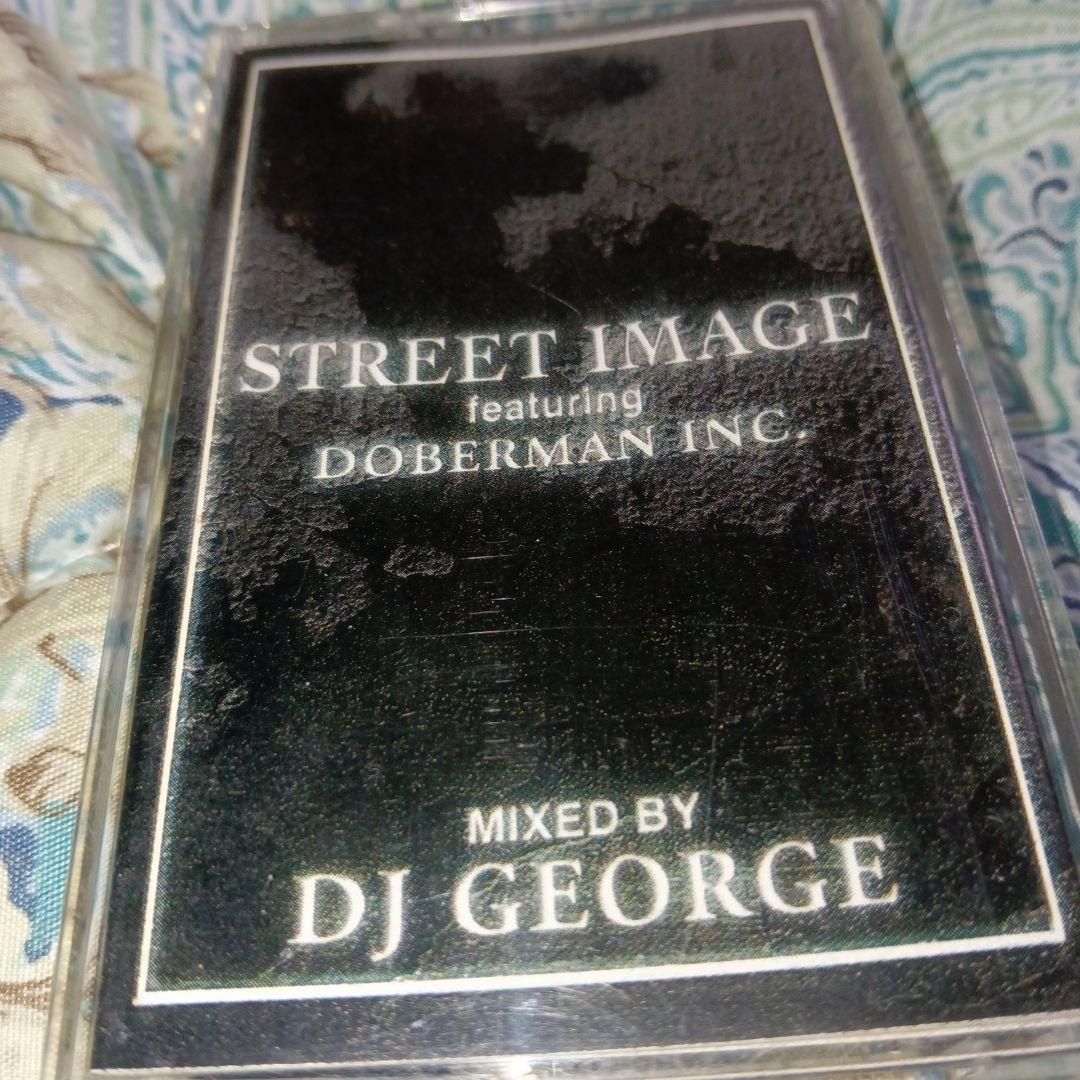 STREET IMAGE
featuring
DOBERMAN INC.
MIXED BY
DJ GEORGE